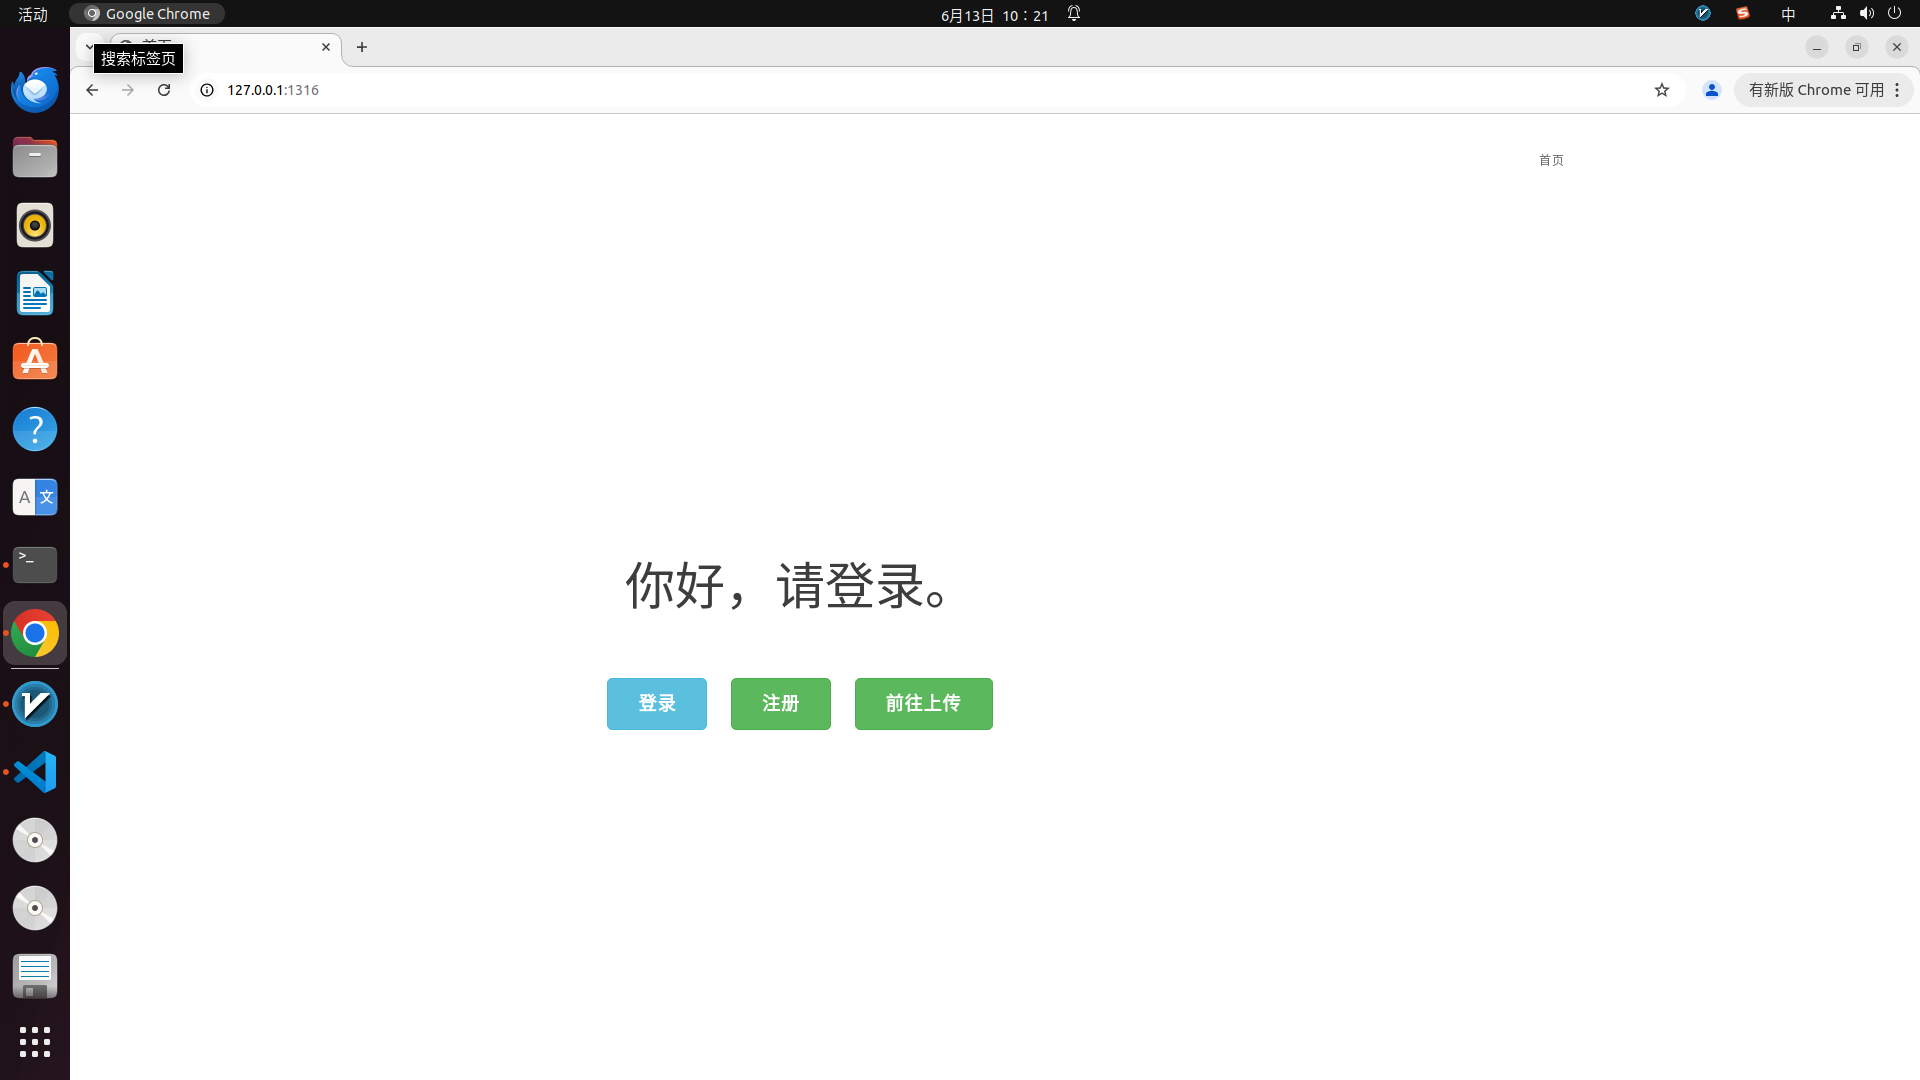 活动
Google Chrome
6月13日 10：21
中
搜索标签页
127.0.0.1:1316
有新版 Chrome 可用
首页
你好，请登录。
登录
注册
前往上传